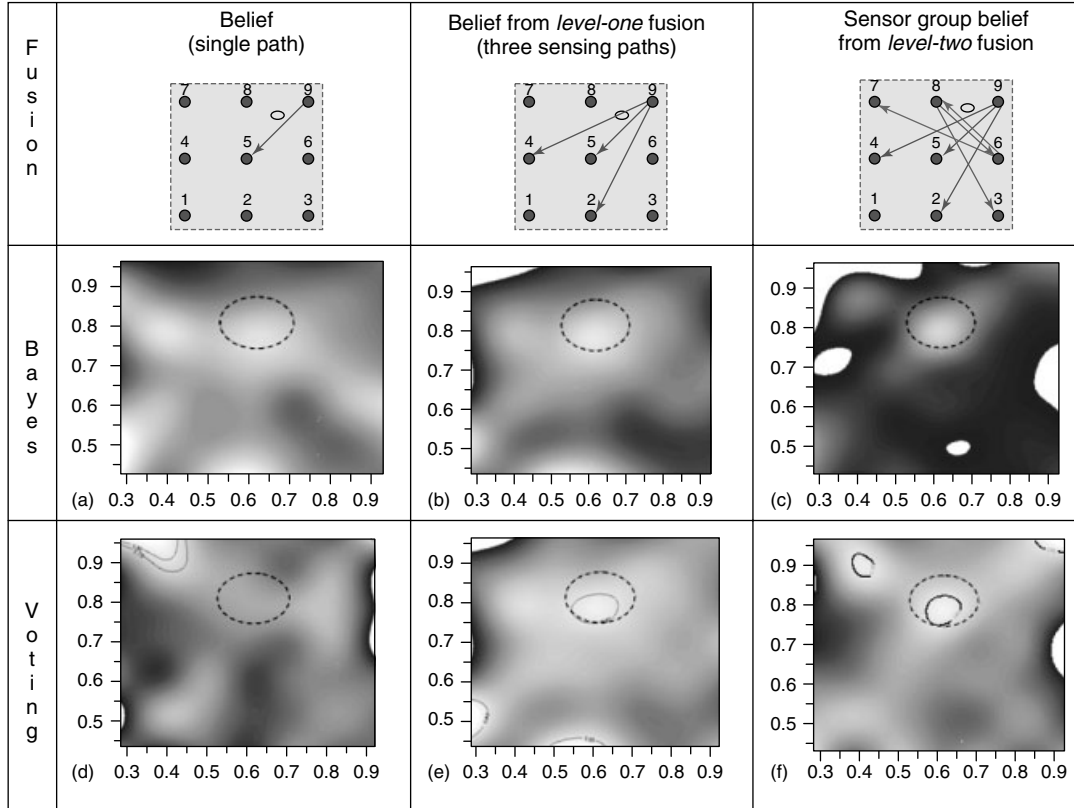 Fusion
Belief
(single path)
Belief from level-one fusion
(three sensing paths)
Sensor group belief
from level-two fusion
7 8 9
4 5 6
1 2 3
7 8 9
4 5 6
1 2 3
7 8 9
4 5 6
1 2 3
Bayes
0.9
0.8
0.7
0.6
0.5
(a)
0.3 0.4 0.5 0.6 0.7 0.8 0.9
0.9
0.8
0.7
0.6
0.5
(b)
0.3 0.4 0.5 0.6 0.7 0.8 0.9
0.9
0.8
0.7
0.6
0.5
(c)
0.3 0.4 0.5 0.6 0.7 0.8 0.9
Voting
0.9
0.8
0.7
0.6
0.5
(d)
0.3 0.4 0.5 0.6 0.7 0.8 0.9
0.9
0.8
0.7
0.6
0.5
(e)
0.3 0.4 0.5 0.6 0.7 0.8 0.9
0.9
0.8
0.7
0.6
0.5
(f)
0.3 0.4 0.5 0.6 0.7 0.8 0.9